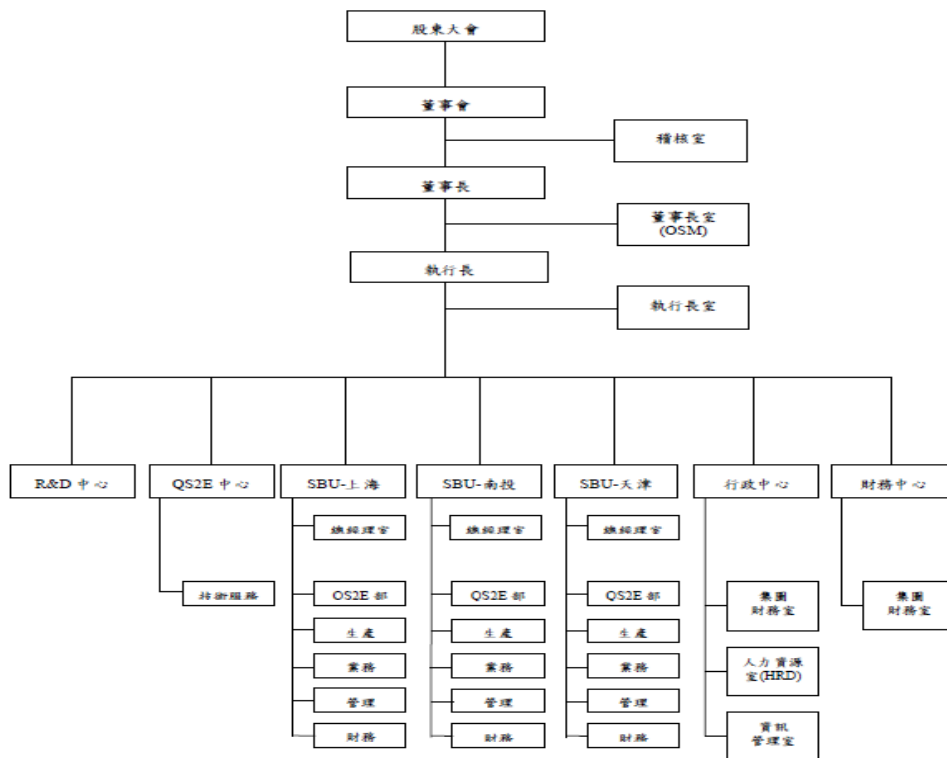 股東大會
董事會
稽核室
董事長
董事長室
(OSM)
執行長
執行長室
R&D 中心
QS2E 中心
SBU-上海
SBU-南投
SBU-天津
行政中心
財務中心
總經理室
總經理室
總經理室
技術服務
QS2E 部
QS2E 部
QS2E 部
集團
財務室
集團
財務室
生產
生產
生產
業務
業務
業務
人力資源
室(HRD)
管理
管理
管理
財務
財務
財務
資訊
管理室